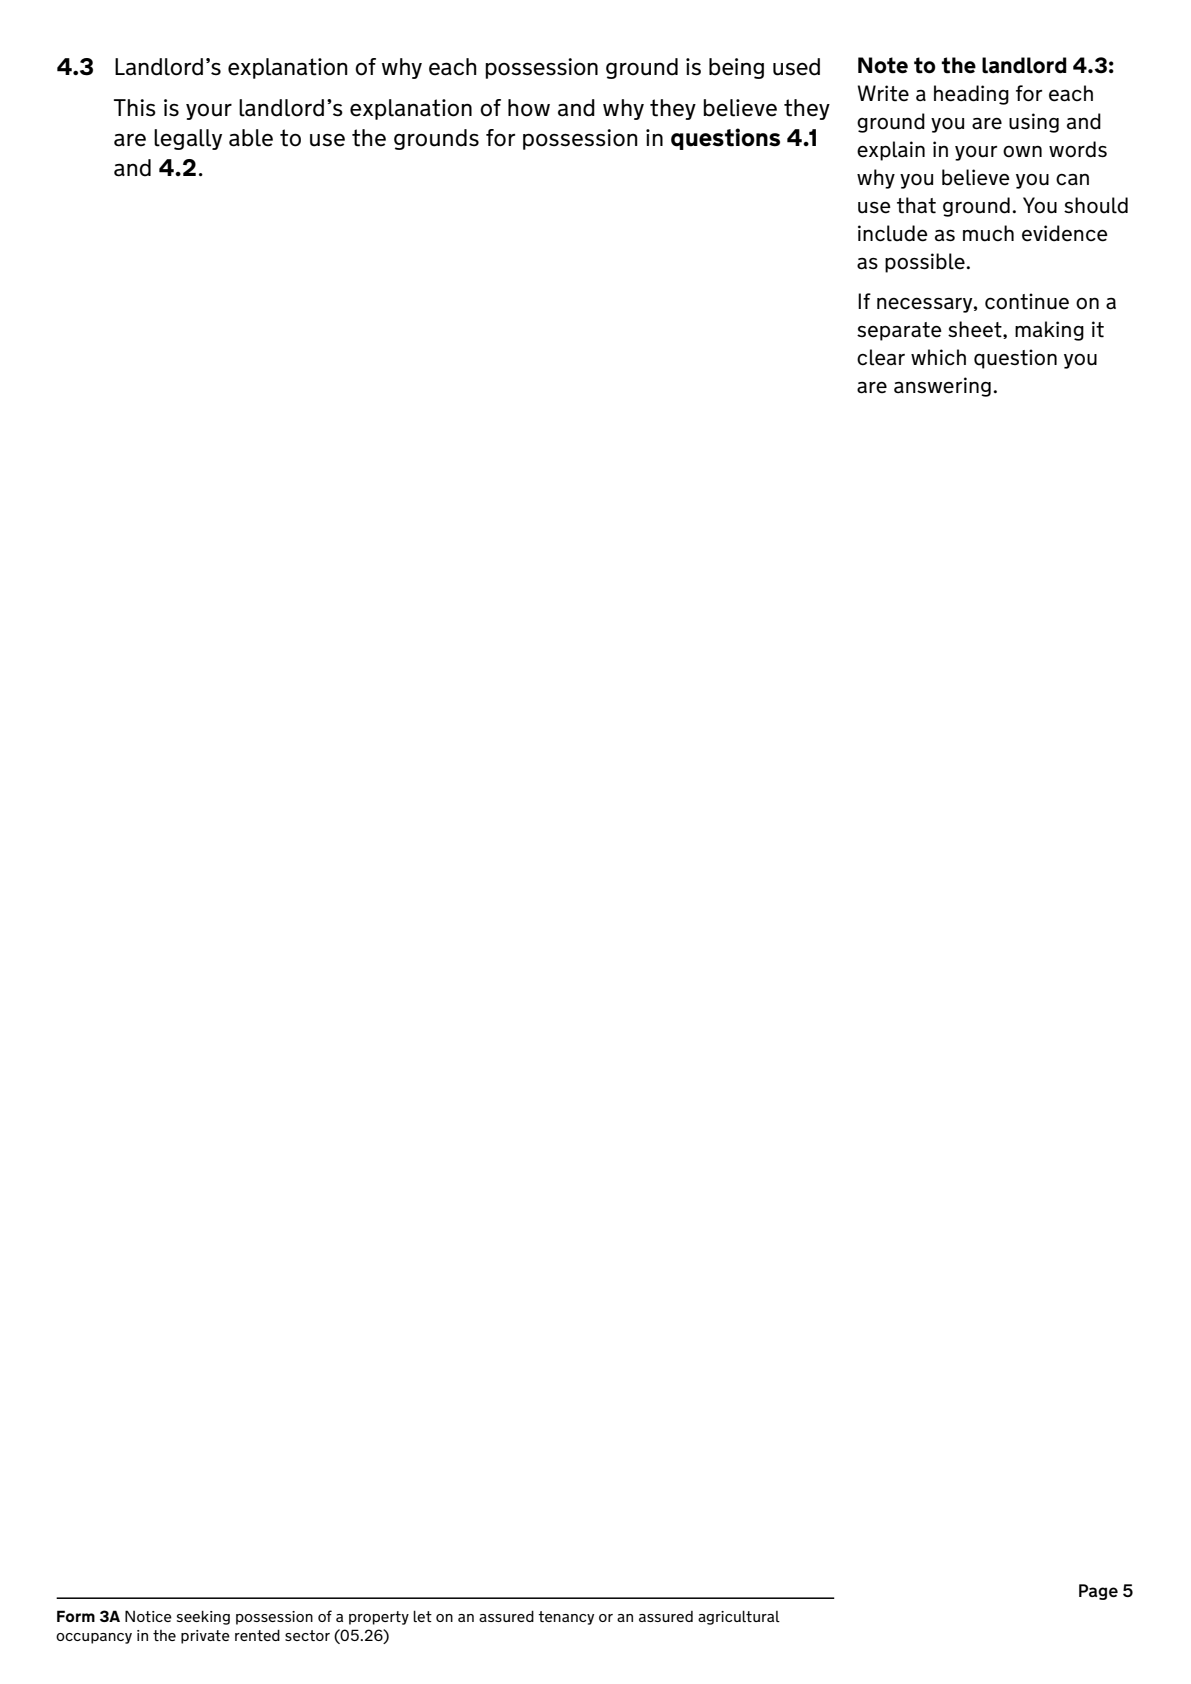 4.3 Landlord’s explanation of why each possession ground is being used
This is your landlord’s explanation of how and why they believe they
are legally able to use the grounds for possession in questions 4.1
and 4.2.
Note to the landlord 4.3:
Write a heading for each
ground you are using and
explain in your own words
why you believe you can
use that ground. You should
include as much evidence
as possible.
If necessary, continue on a
separate sheet, making it
clear which question you
are answering.
Page 5
Form 3A Notice seeking possession of a property let on an assured tenancy or an assured agricultural
occupancy in the private rented sector (05.26)